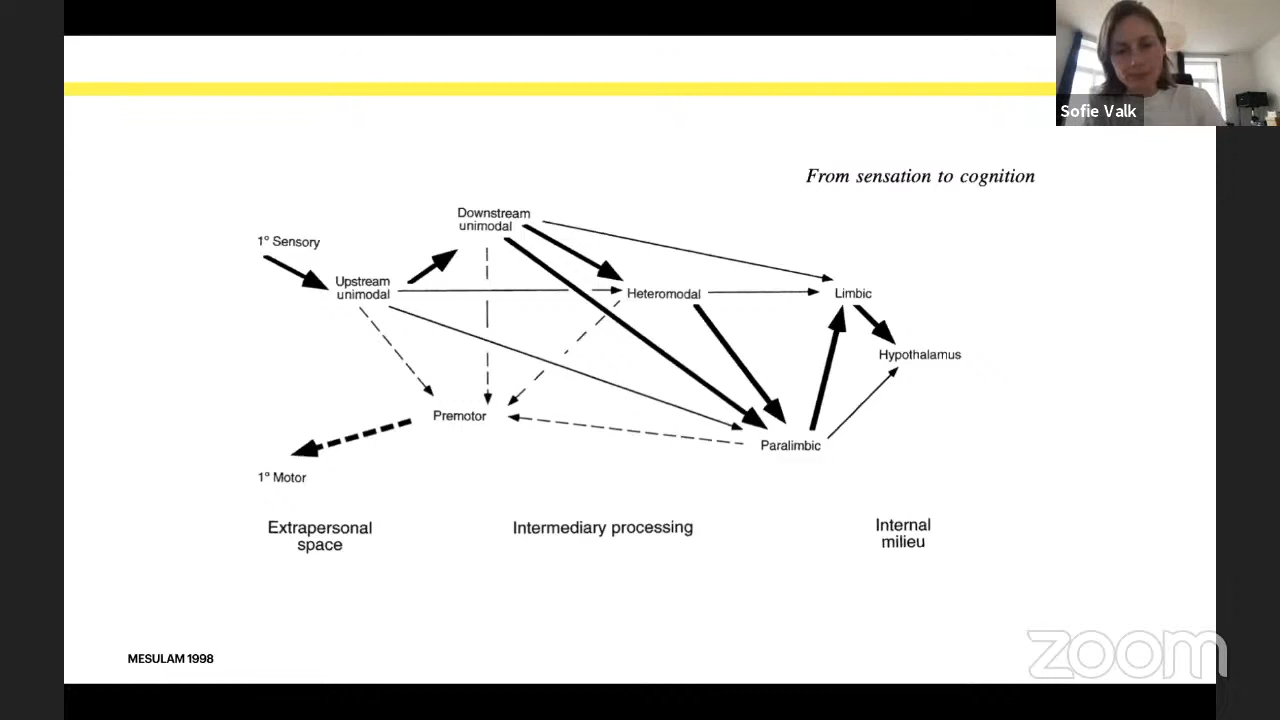 Sofie Valk
From sensation to cognition
Downstream
unimodal
1° Sensory
Upstream
unimodal
Heteromodal
Limbic
Hypothalamus
Premotor
Paralimbic
1° Motor
Extrapersonal
space
Intermediary processing
Internal
milieu
MESULAM 1998
zoom